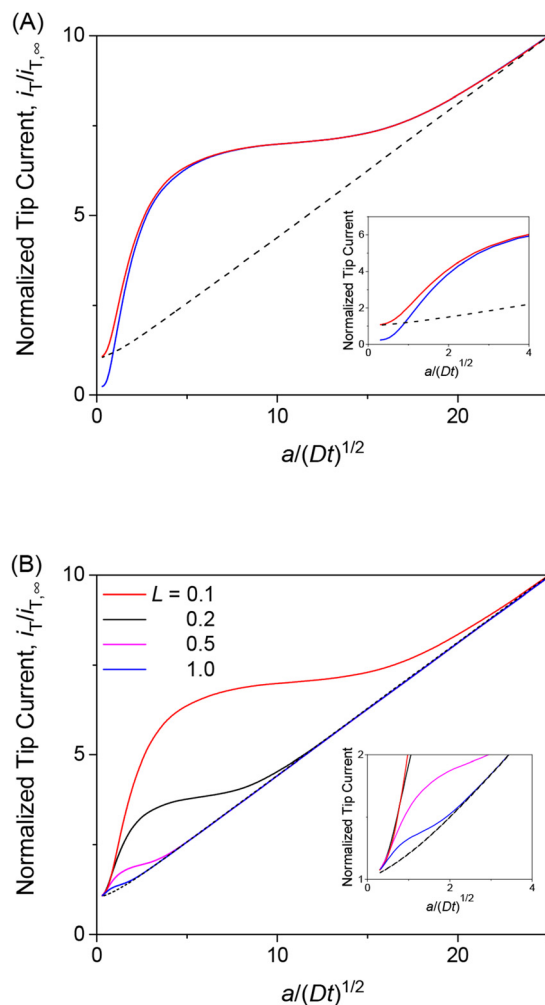 (A)
10
5
0
Normalized Tip Current, iT/iT,∞
0
10
20
a/(Dt)1/2
6
4
2
0
Normalized Tip Current
0
2
4
a/(Dt)1/2
(B)
10
5
0
Normalized Tip Current, iT/iT,∞
L = 0.1
0.2
0.5
1.0
0
10
20
a/(Dt)1/2
2
1
Normalized Tip Current
0
2
4
a/(Dt)1/2